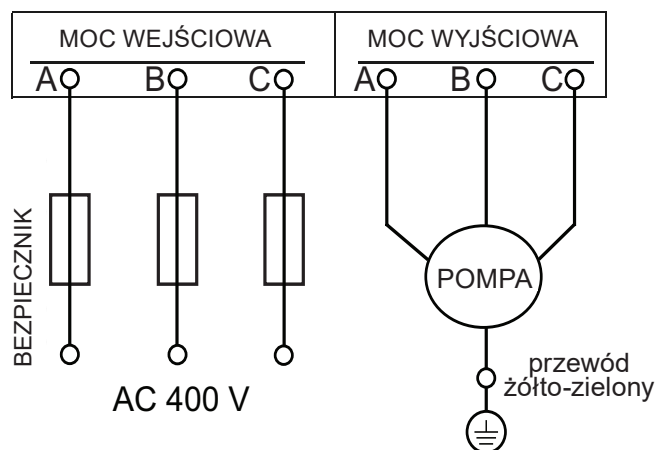 MOC WEJŚCIOWA
MOC WYJŚCIOWA
A B C
A B C
BEZPIECZNIK
POMPA
przewód
żółto-zielony
AC 400 V